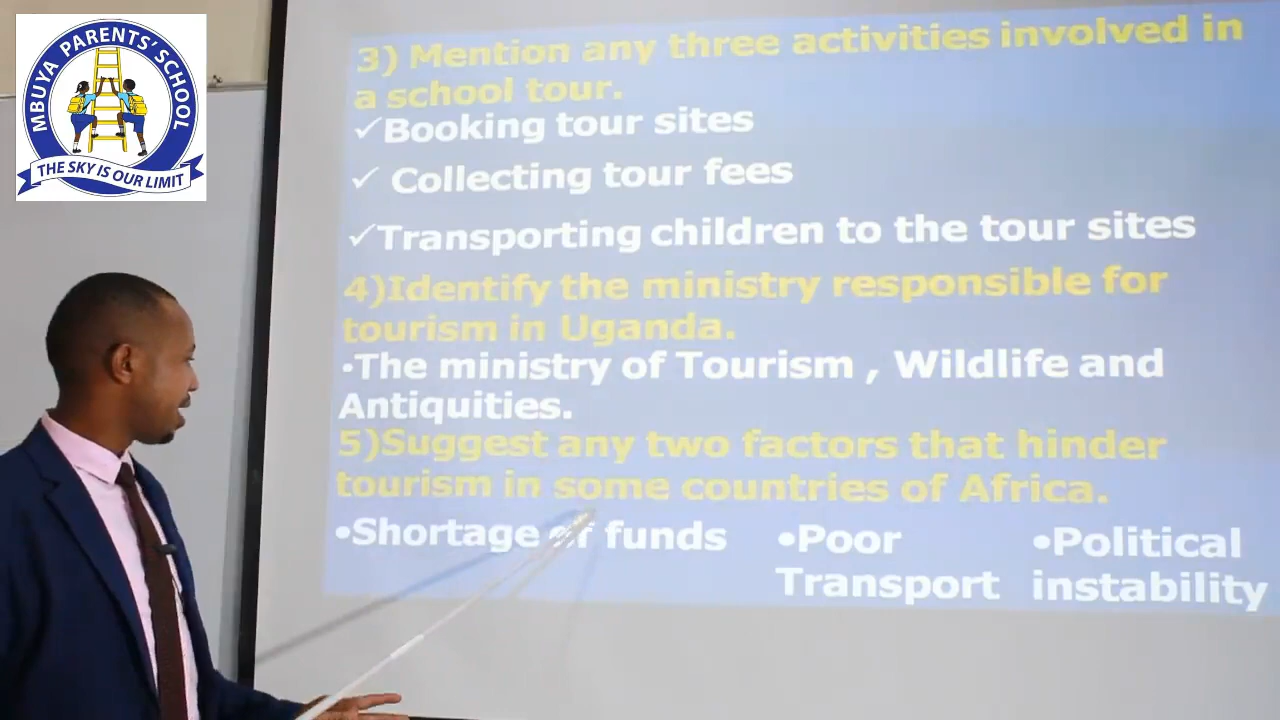 MBUYA PARENTS' SCHOOL
THE SKY IS OUR LIMIT
3) Mention any three activities involved in
a school tour.
✓Booking tour sites
✓ Collecting tour fees
✓Transporting children to the tour sites
4)Identify the ministry responsible for
tourism in Uganda.
•The ministry of Tourism , Wildlife and
Antiquities.
5)Suggest any two factors that hinder
tourism in some countries of Africa.
•Shortage of funds •Poor •Political
Transport instability